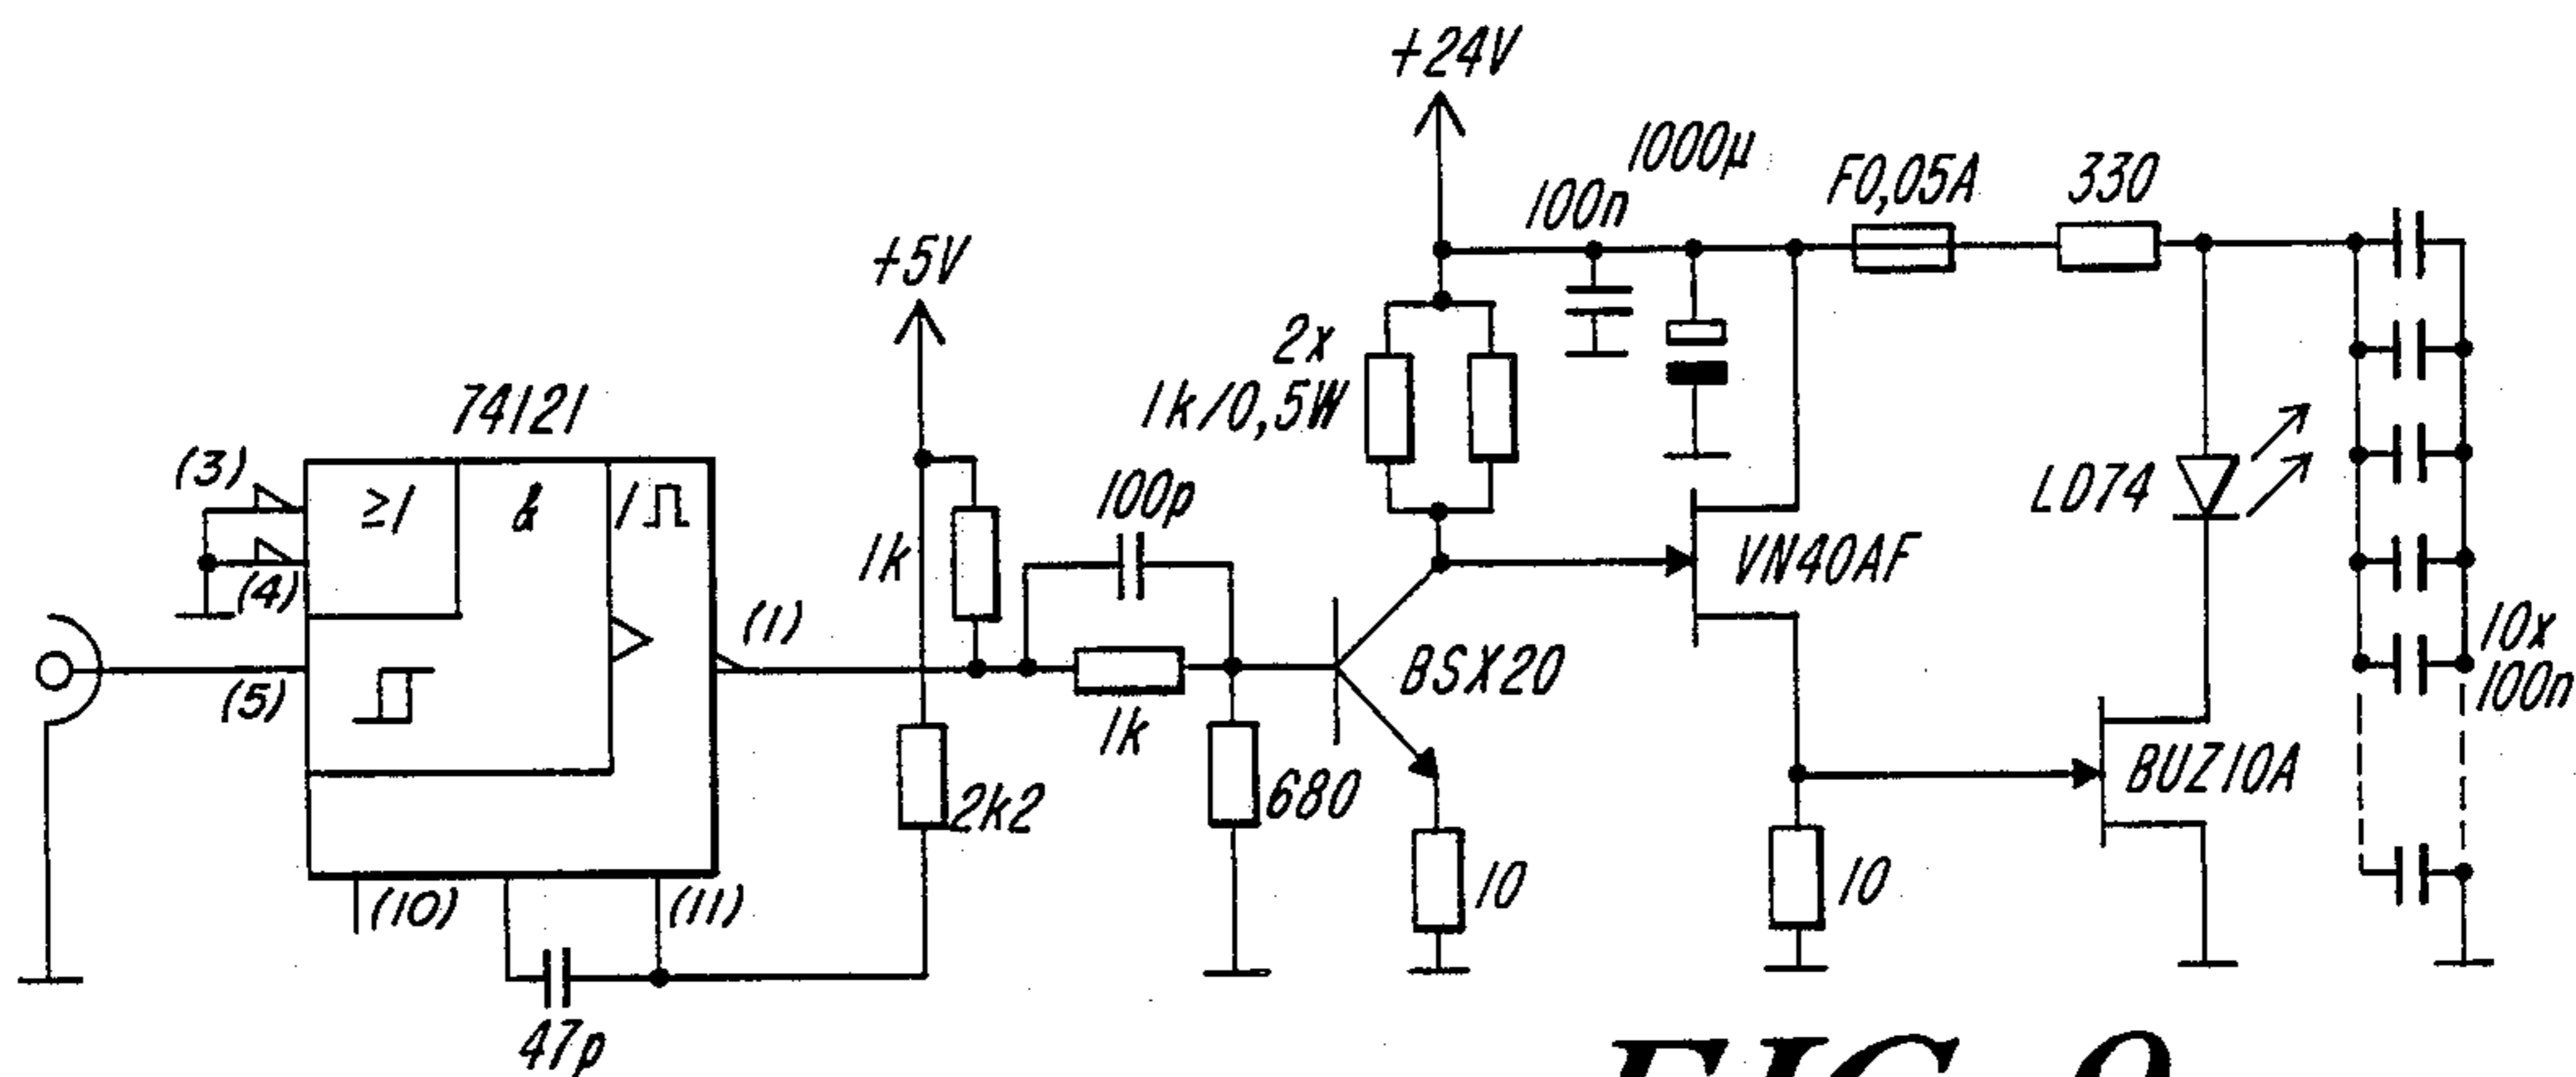 +24V
1000µ
100n
F0,05A
330
+5V
2x
1k/0,5W
74121
(3)
≥1
&
1
(4)
(5)
(10)
(11)
47p
(1)
1k
100p
1k
2k2
680
BSX20
10
VN40AF
10
LD74
BUZ10A
10x
100n